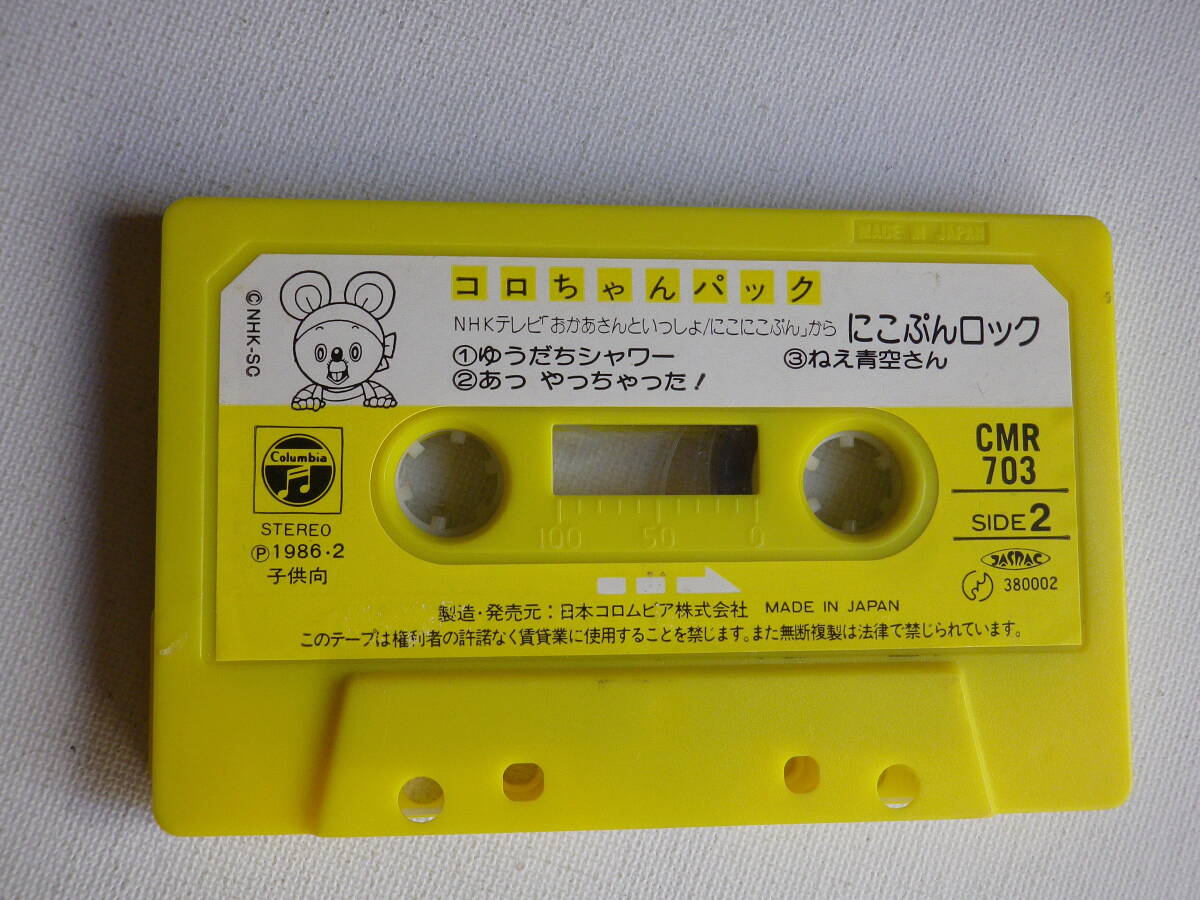 MADE IN JAPAN
コロちゃんパック
©NHK-SC
NHKテレビ「おかあさんといっしょ/にこにこぷん」から にこぷんロック
①ゆうだちシャワー ③ねえ青空さん
②あっ やっちゃった!
Columbia
STEREO
Ⓟ1986・2
子供向
CMR
703
SIDE 2
JASRAC
380002
100 50 0
製造・発売元:日本コロムビア株式会社 MADE IN JAPAN
このテープは権利者の許諾なく賃貸業に使用することを禁じます。また無断複製は法律で禁じられています。